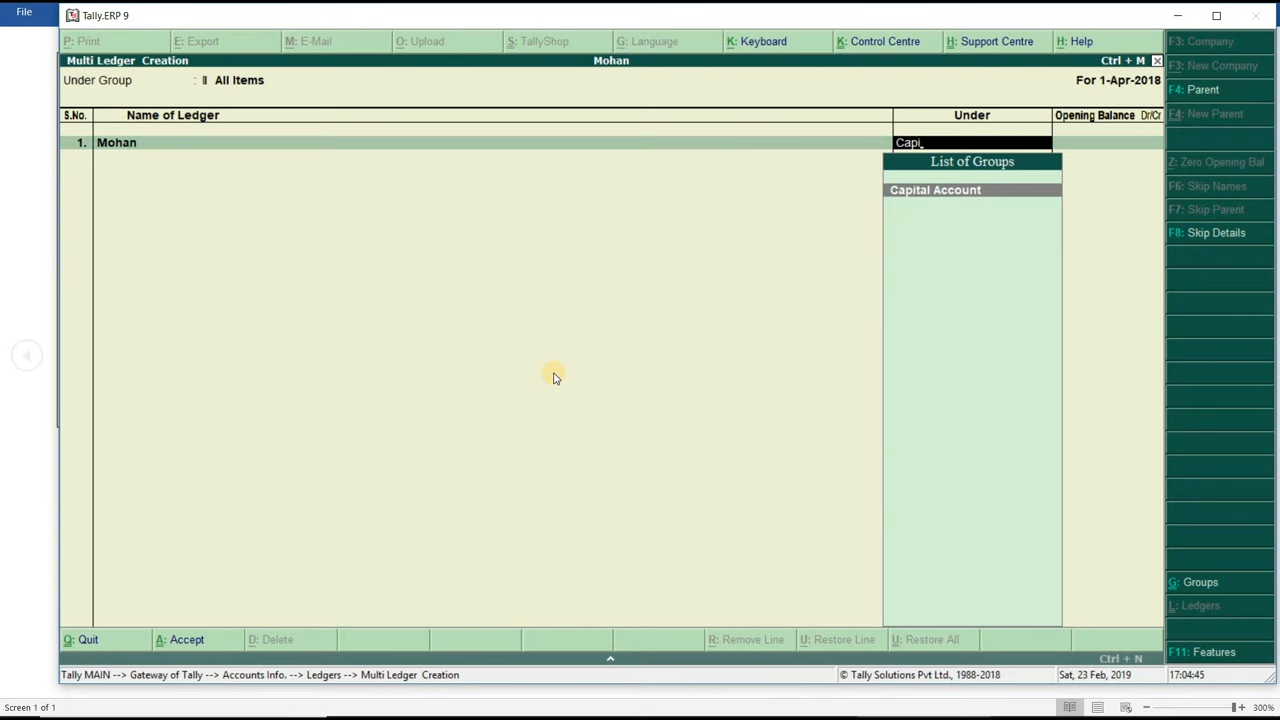 File
Tally.ERP 9
P: Print E: Export M: E-Mail O: Upload S: TallyShop G: Language K: Keyboard K: Control Centre H: Support Centre H: Help
F3: Company
Multi Ledger Creation Mohan Ctrl + M
F3: New Company
Under Group : All Items For 1-Apr-2018
F4: Parent
S.No. Name of Ledger Under Opening Balance Dr/Cr
F4: New Parent
1. Mohan Capi
List of Groups
Z: Zero Opening Bal
Capital Account
F6: Skip Names
F7: Skip Parent
F8: Skip Details
G: Groups
L: Ledgers
Q: Quit A: Accept D: Delete R: Remove Line U: Restore Line U: Restore All
F11: Features
Ctrl + N
Tally MAIN --> Gateway of Tally --> Accounts Info. --> Ledgers --> Multi Ledger Creation © Tally Solutions Pvt Ltd., 1988-2018 Sat, 23 Feb, 2019 17:04:45
Screen 1 of 1 300%